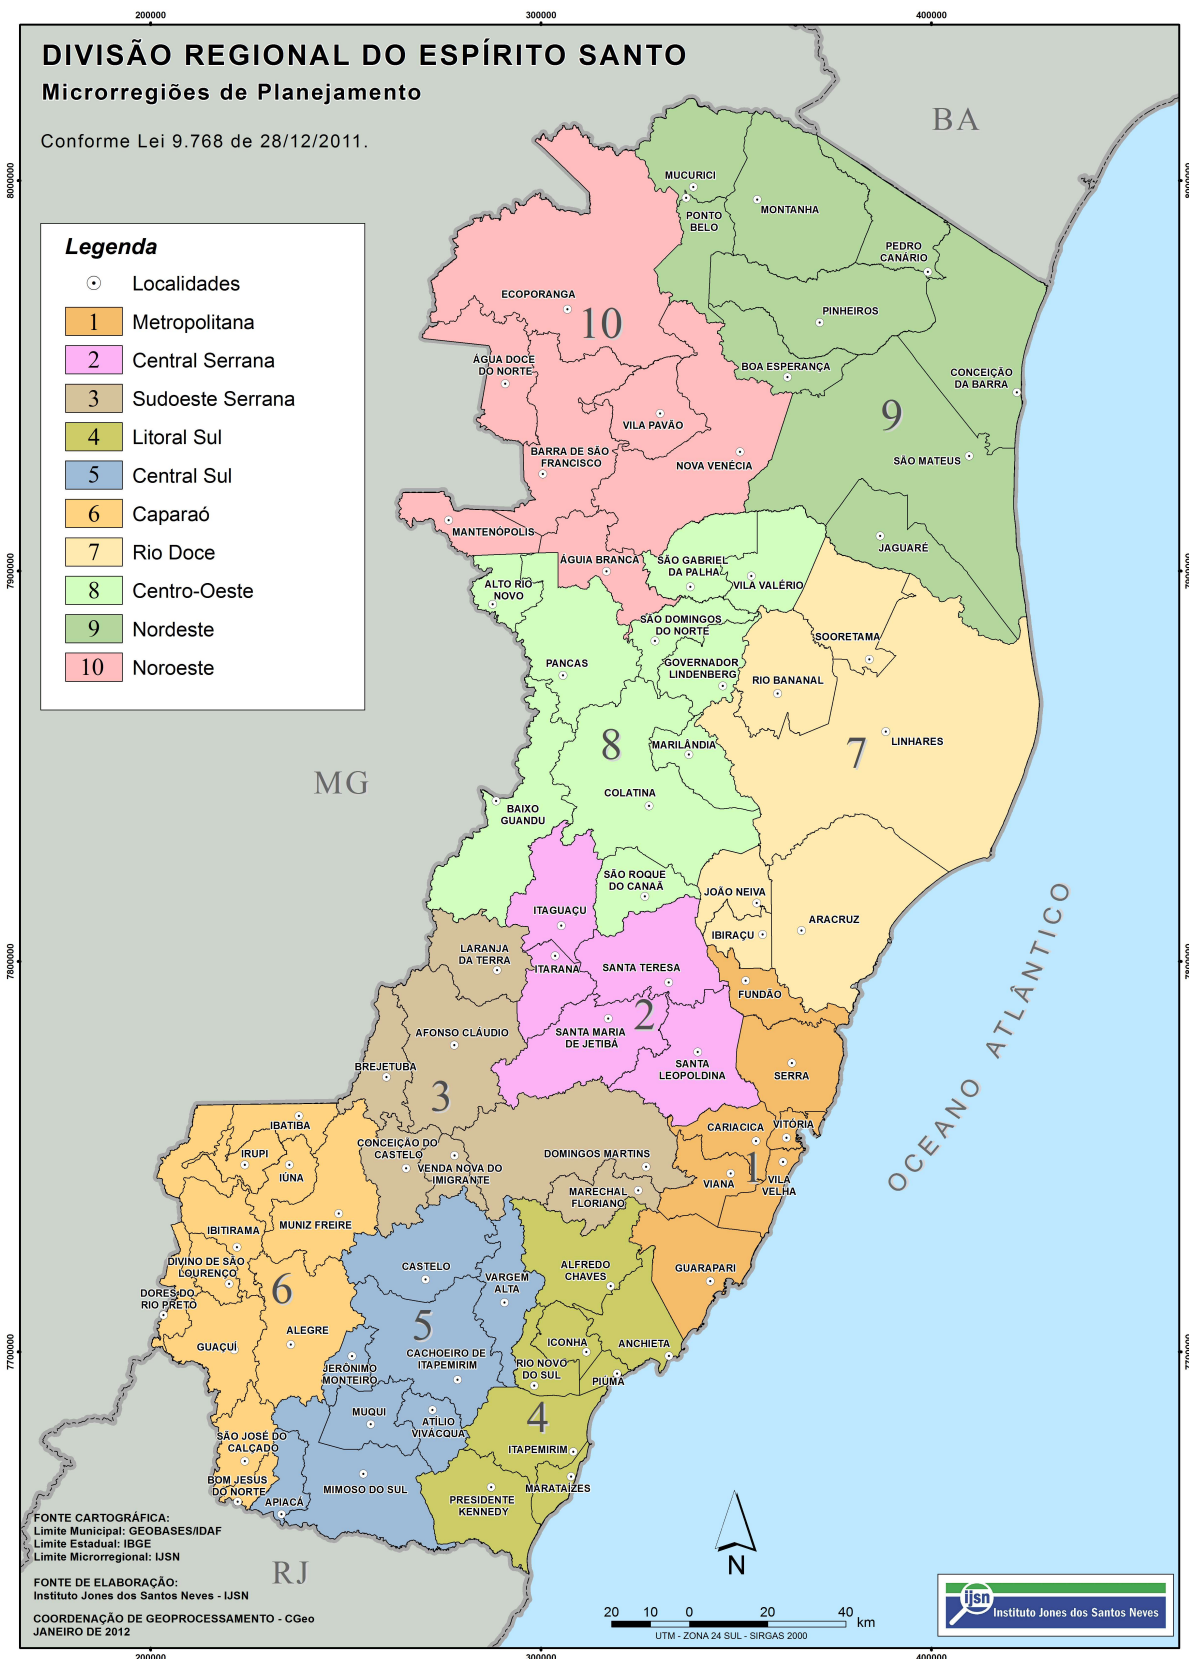 200000
300000
400000
DIVISÃO REGIONAL DO ESPÍRITO SANTO
Microrregiões de Planejamento
Conforme Lei 9.768 de 28/12/2011.
BA
8000000
8000000
Legenda
Localidades
1 Metropolitana
2 Central Serrana
3 Sudoeste Serrana
4 Litoral Sul
5 Central Sul
6 Caparaó
7 Rio Doce
8 Centro-Oeste
9 Nordeste
10 Noroeste
MUCURICI
PONTO
BELO
MONTANHA
PEDRO
CANÁRIO
ECOPORANGA
10
PINHEIROS
ÁGUA DOCE
DO NORTE
BOA ESPERANÇA
CONCEIÇÃO
DA BARRA
9
VILA PAVÃO
BARRA DE SÃO
FRANCISCO
NOVA VENÉCIA
SÃO MATEUS
MANTENÓPOLIS
JAGUARÉ
7900000
7900000
ÁGUIA BRANCA
SÃO GABRIEL
DA PALHA
VILA VALÉRIO
ALTO RIO
NOVO
SÃO DOMINGOS
DO NORTE
SOORETAMA
PANCAS
GOVERNADOR
LINDENBERG
RIO BANANAL
8
MARILÂNDIA
7
LINHARES
MG
COLATINA
BAIXO
GUANDU
SÃO ROQUE
DO CANAÃ
JOÃO NEIVA
ITAGUAÇU
ARACRUZ
IBIRAÇU
OCEANO ATLÂNTICO
LARANJA
DA TERRA
ITARANA
SANTA TERESA
7800000
7800000
FUNDÃO
2
AFONSO CLÁUDIO
SANTA MARIA
DE JETIBÁ
SANTA
LEOPOLDINA
BREJETUBA
SERRA
3
IBATIBA
CARIACICA
VITÓRIA
CONCEIÇÃO DO
CASTELO
IRUPI
IÚNA
VENDA NOVA DO
IMIGRANTE
DOMINGOS MARTINS
1
VIANA
VILA
VELHA
MARECHAL
FLORIANO
MUNIZ FREIRE
IBITIRAMA
DIVINO DE SÃO
LOURENÇO
CASTELO
VARGEM
ALTA
ALFREDO
CHAVES
GUARAPARI
DORES DO
RIO PRETO
6
5
ALEGRE
GUAÇUÍ
ICONHA
ANCHIETA
CACHOEIRO DE
ITAPEMIRIM
7700000
7700000
JERÔNIMO
MONTEIRO
RIO NOVO
DO SUL
PIÚMA
MUQUI
ATÍLIO
VIVÁCQUA
4
SÃO JOSÉ DO
CALÇADO
ITAPEMIRIM
BOM JESUS
DO NORTE
APIACÁ
MIMOSO DO SUL
PRESIDENTE
KENNEDY
MARATAÍZES
FONTE CARTOGRÁFICA:
Limite Municipal: GEOBASES/IDAF
Limite Estadual: IBGE
Limite Microrregional: IJSN
RJ
FONTE DE ELABORAÇÃO:
Instituto Jones dos Santos Neves - IJSN
COORDENAÇÃO DE GEOPROCESSAMENTO - CGeo
JANEIRO DE 2012
N
20 10 0 20 40 km
UTM - ZONA 24 SUL - SIRGAS 2000
ijsn
Instituto Jones dos Santos Neves
200000
300000
400000